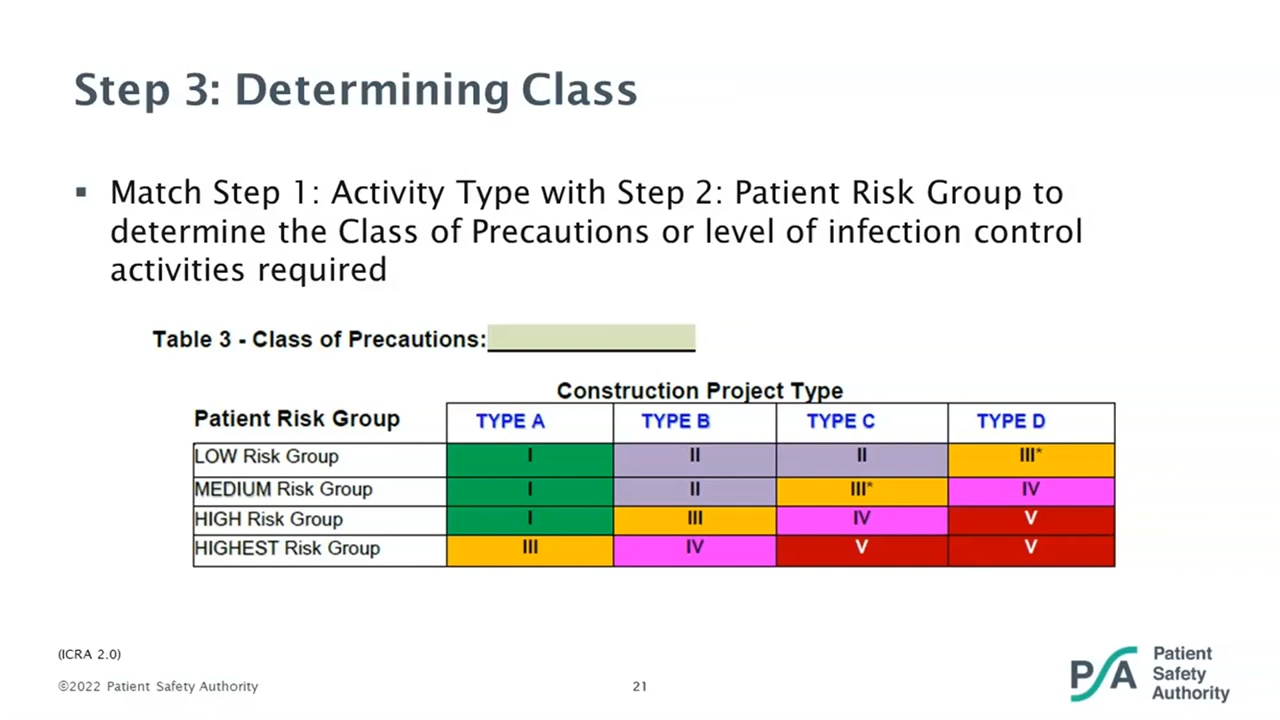 Step 3: Determining Class
▪ Match Step 1: Activity Type with Step 2: Patient Risk Group to
determine the Class of Precautions or level of infection control
activities required
Table 3 - Class of Precautions:
Construction Project Type
Patient Risk Group TYPE A TYPE B TYPE C TYPE D
LOW Risk Group I II II III*
MEDIUM Risk Group I II III* IV
HIGH Risk Group I III IV V
HIGHEST Risk Group III IV V V
(ICRA 2.0)
©2022 Patient Safety Authority
21
PSA
Patient
Safety
Authority